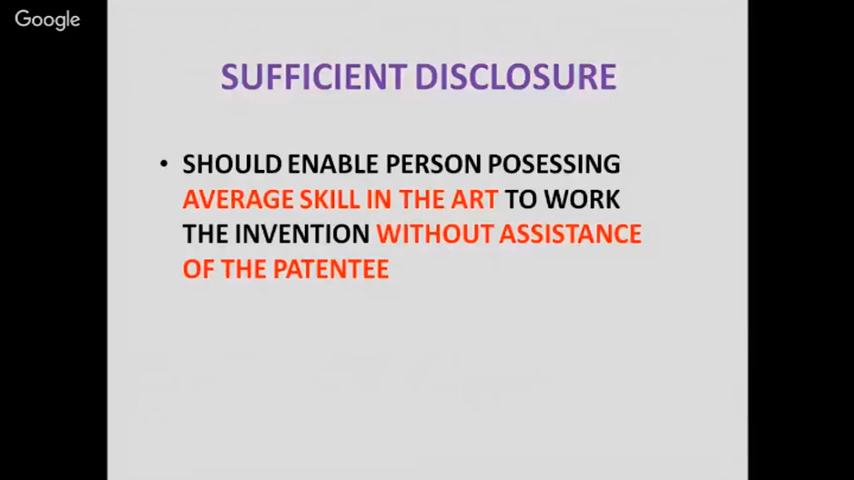 Google
SUFFICIENT DISCLOSURE
• SHOULD ENABLE PERSON POSESSING
AVERAGE SKILL IN THE ART TO WORK
THE INVENTION WITHOUT ASSISTANCE
OF THE PATENTEE